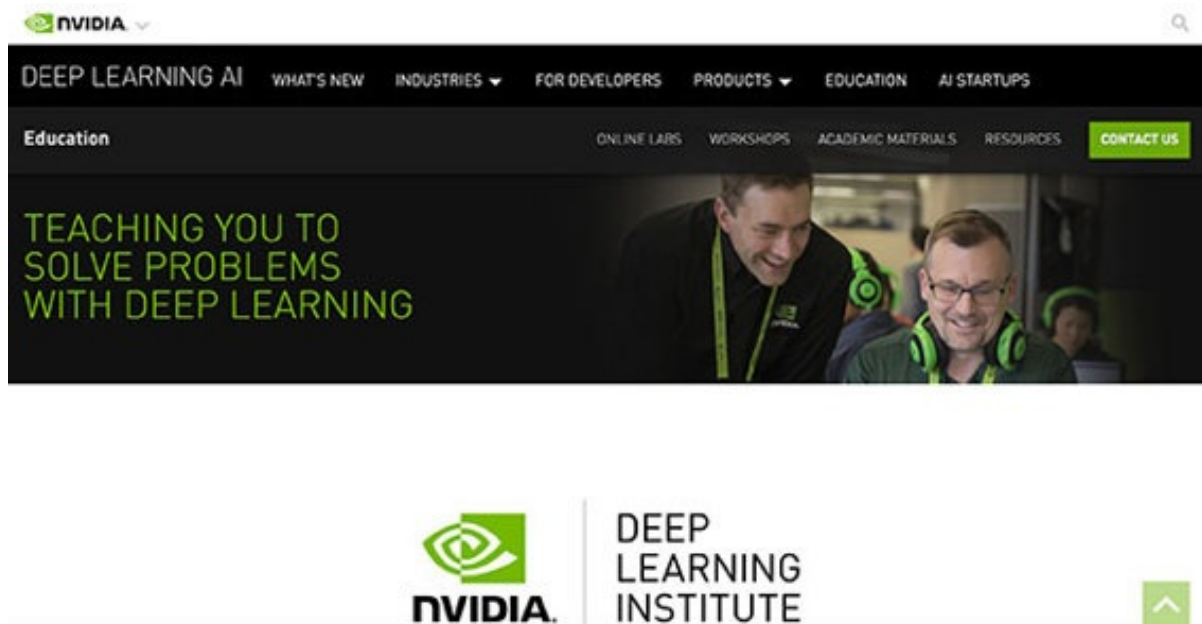 NVIDIA
DEEP LEARNING AI WHAT'S NEW INDUSTRIES FOR DEVELOPERS PRODUCTS EDUCATION AI STARTUPS
Education ONLINE LABS WORKSHOPS ACADEMIC MATERIALS RESOURCES CONTACT US
TEACHING YOU TO
SOLVE PROBLEMS
WITH DEEP LEARNING
DEEP
LEARNING
NVIDIA. INSTITUTE